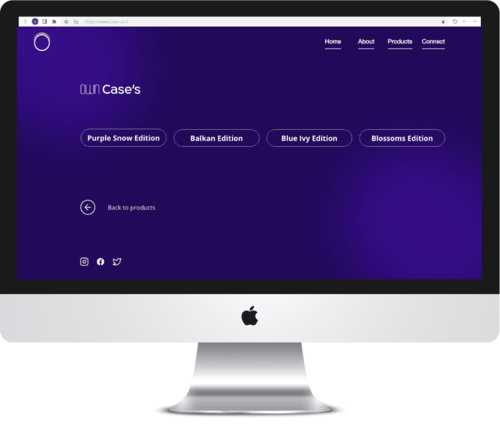 Home About Products Connect
OWN Case's
Purple Snow Edition Balkan Edition Blue Ivy Edition Blossoms Edition
Back to products